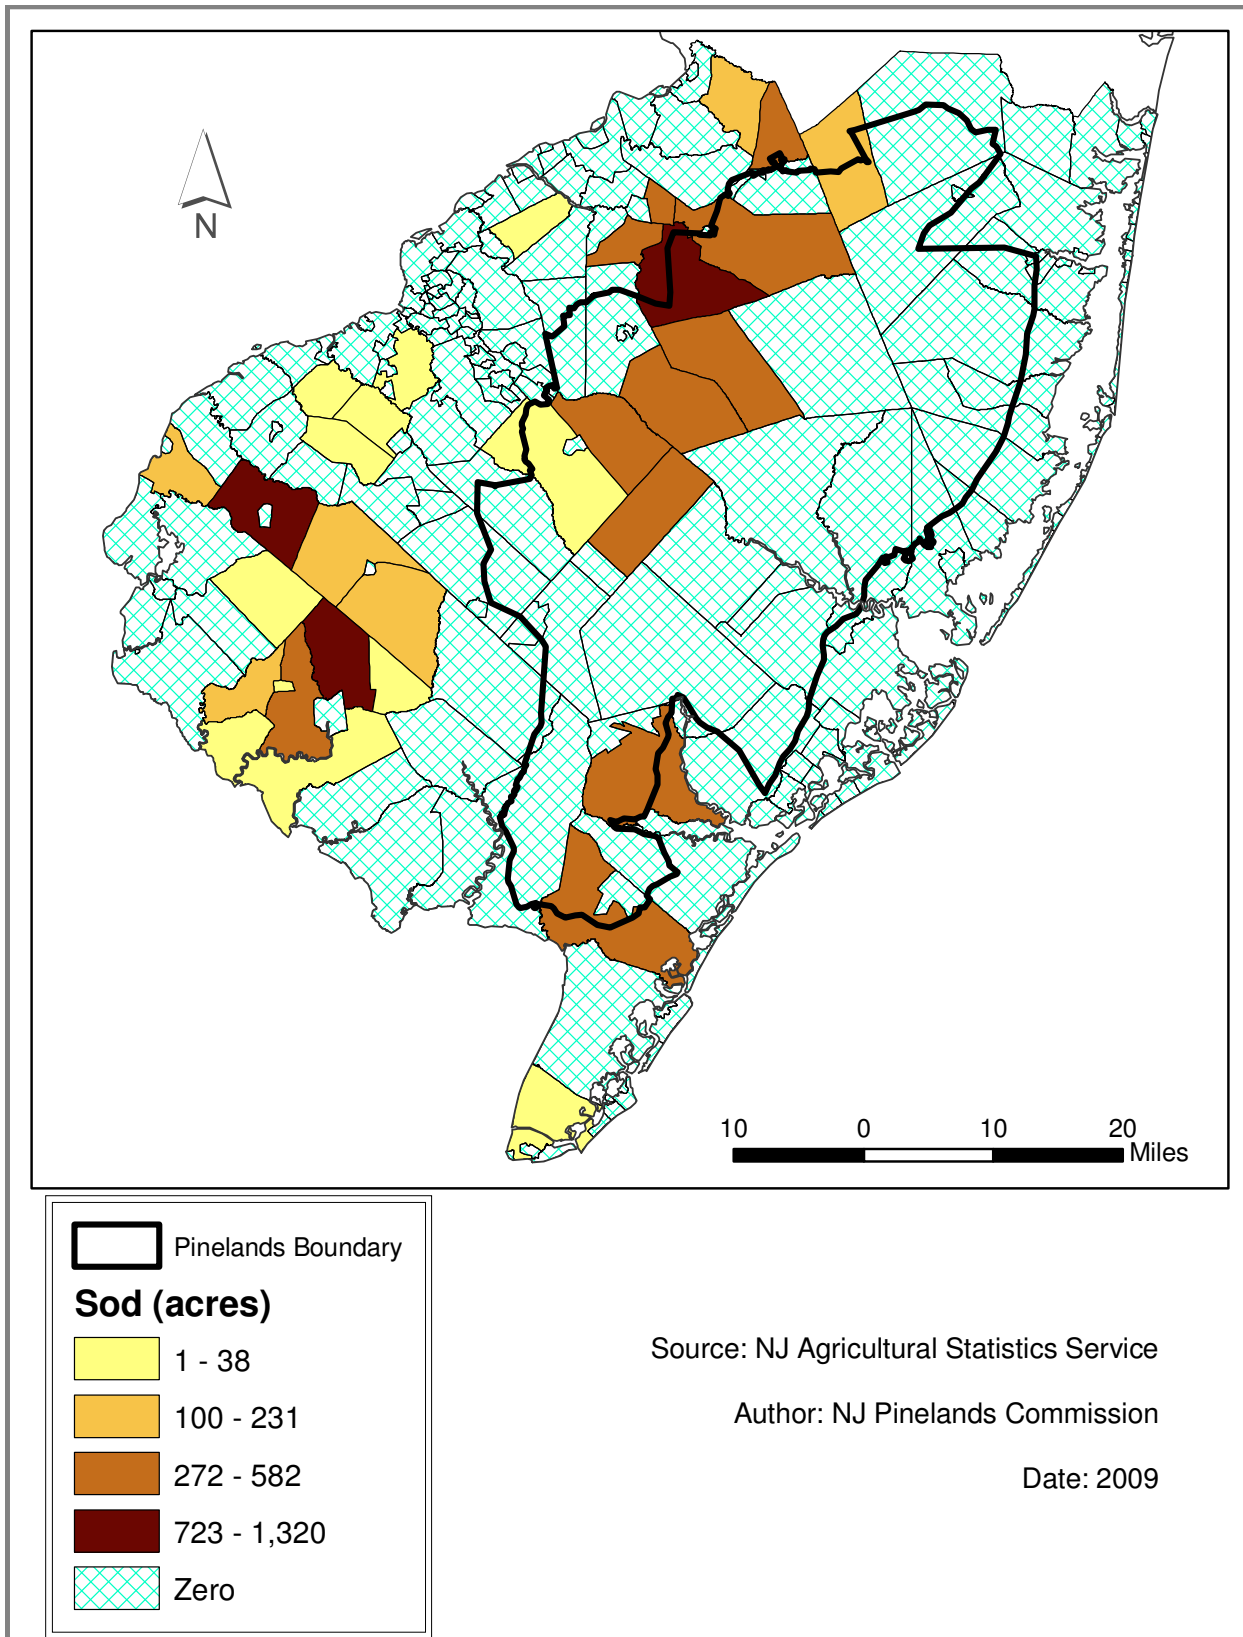 N
10 0 10 20
Miles
Pinelands Boundary
Sod (acres)
1 - 38
100 - 231
272 - 582
723 - 1,320
Zero
Source: NJ Agricultural Statistics Service
Author: NJ Pinelands Commission
Date: 2009